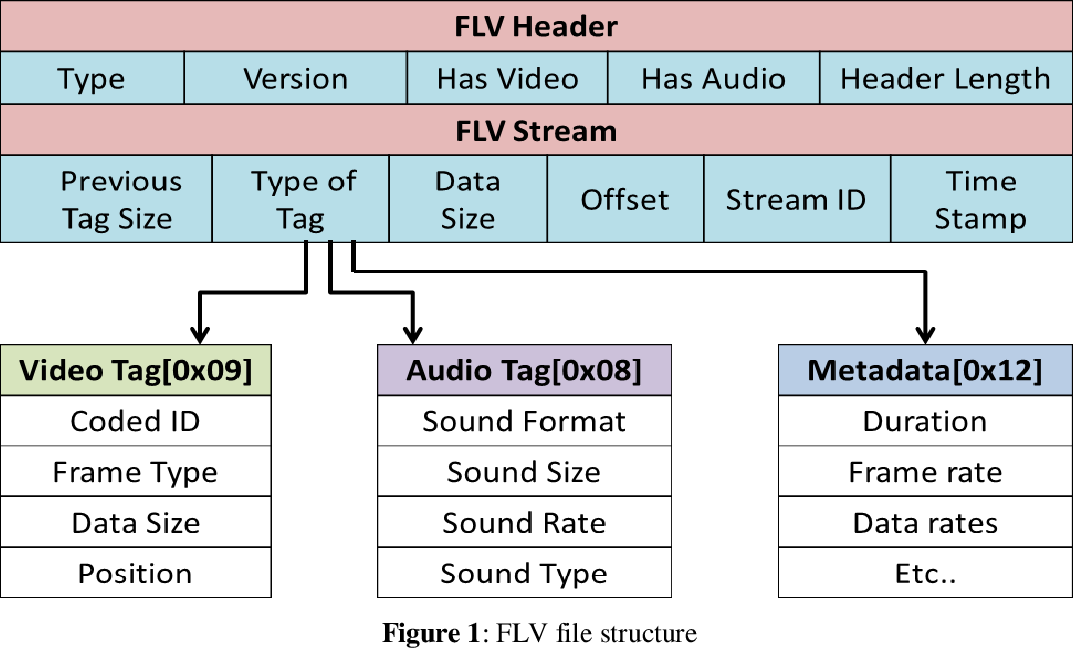 FLV Header
Type Version Has Video Has Audio Header Length
FLV Stream
Previous Tag Size Type of Tag Data Size Offset Stream ID Time Stamp
Video Tag[0x09] Audio Tag[0x08] Metadata[0x12]
Coded ID Sound Format Duration
Frame Type Sound Size Frame rate
Data Size Sound Rate Data rates
Position Sound Type Etc..
Figure 1: FLV file structure